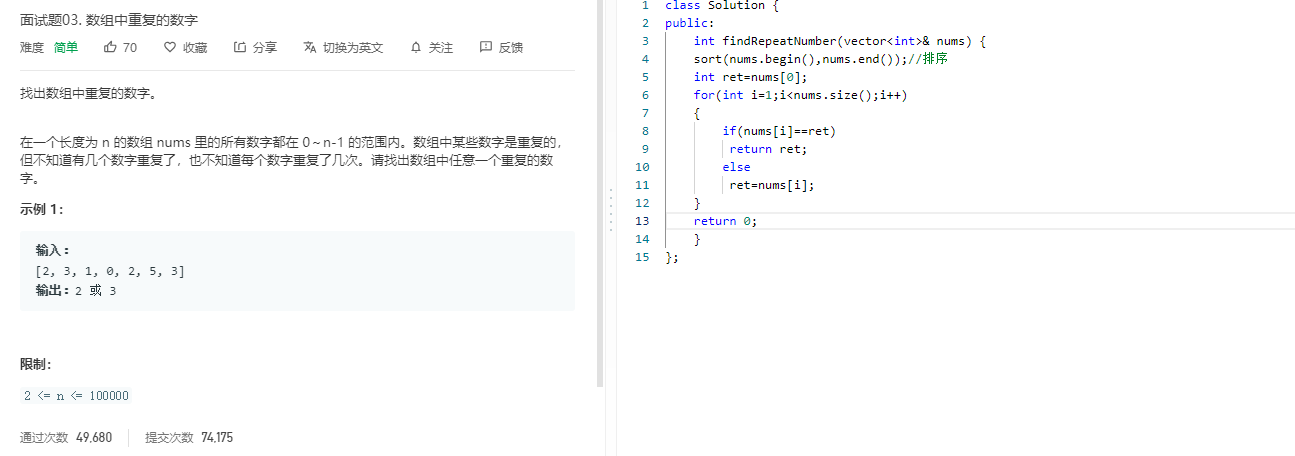 面试题03. 数组中重复的数字
难度 简单 70 收藏 分享 切换为英文 关注 反馈
找出数组中重复的数字。
在一个长度为 n 的数组 nums 里的所有数字都在 0～n-1 的范围内。数组中某些数字是重复的，
但不知道有几个数字重复了，也不知道每个数字重复了几次。请找出数组中任意一个重复的数
字。
示例 1：
输入：
[2, 3, 1, 0, 2, 5, 3]
输出：2 或 3
限制：
2 <= n <= 100000
通过次数 49,680 提交次数 74,175
1 class Solution {
2 public:
3 int findRepeatNumber(vector<int>& nums) {
4 sort(nums.begin(),nums.end());//排序
5 int ret=nums[0];
6 for(int i=1;i<nums.size();i++)
7 {
8 if(nums[i]==ret)
9 return ret;
10 else
11 ret=nums[i];
12 }
13 return 0;
14 }
15 };